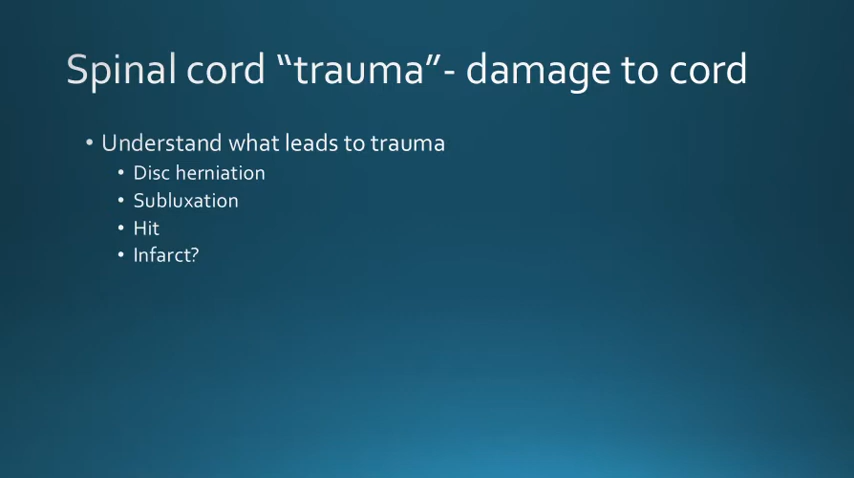 Spinal cord “trauma”- damage to cord
• Understand what leads to trauma
• Disc herniation
• Subluxation
• Hit
• Infarct?